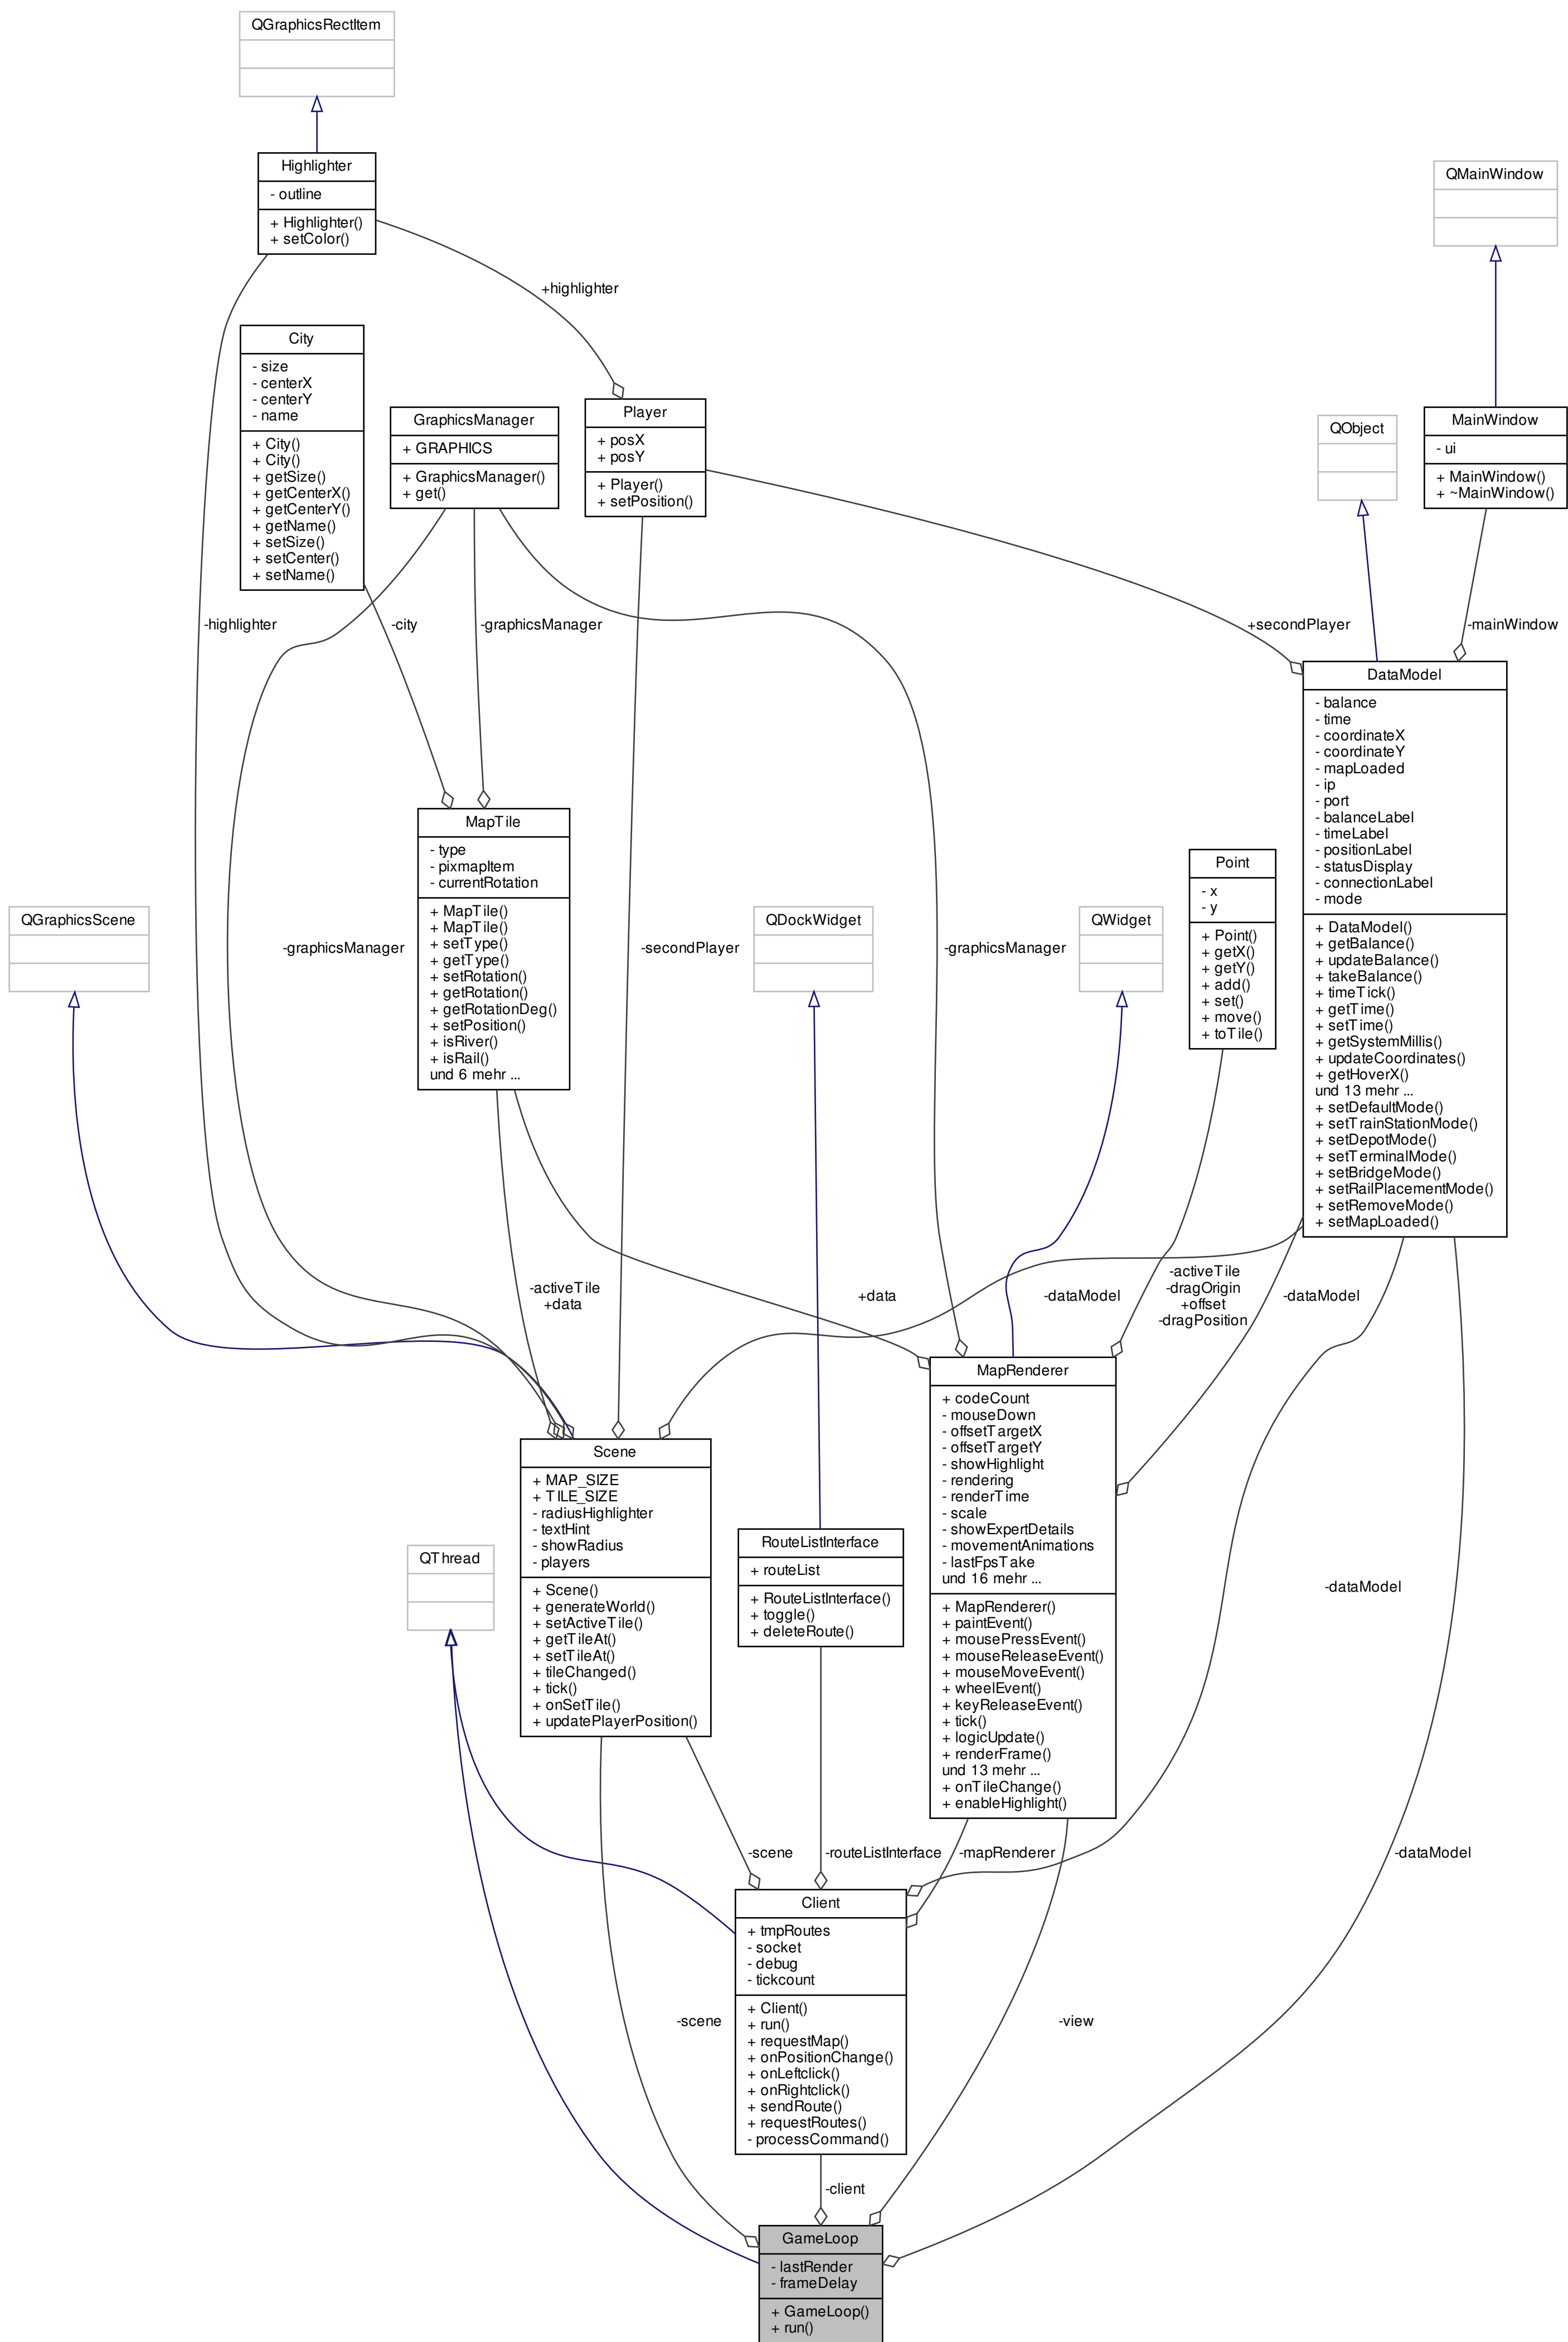 QGraphicsRectItem
Highlighter
- outline
+ Highlighter()
+ setColor()
QMainWindow
+highlighter
City
- size
- centerX
- centerY
- name
+ City()
+ City()
+ getSize()
+ getCenterX()
+ getCenterY()
+ getName()
+ setSize()
+ setCenter()
+ setName()
GraphicsManager
+ GRAPHICS
+ GraphicsManager()
+ get()
Player
+ posX
+ posY
+ Player()
+ setPosition()
QObject
MainWindow
- ui
+ MainWindow()
+ ~MainWindow()
-highlighter
-city
-graphicsManager
+secondPlayer
-mainWindow
DataModel
- balance
- time
- coordinateX
- coordinateY
- mapLoaded
- ip
- port
- balanceLabel
- timeLabel
- positionLabel
- statusDisplay
- connectionLabel
- mode
+ DataModel()
+ getBalance()
+ updateBalance()
+ takeBalance()
+ timeTick()
+ getTime()
+ setTime()
+ getSystemMillis()
+ updateCoordinates()
+ getHoverX()
und 13 mehr ...
+ setDefaultMode()
+ setTrainStationMode()
+ setDepotMode()
+ setTerminalMode()
+ setBridgeMode()
+ setRailPlacementMode()
+ setRemoveMode()
+ setMapLoaded()
MapTile
- type
- pixmapItem
- currentRotation
+ MapTile()
+ MapTile()
+ setType()
+ getType()
+ setRotation()
+ getRotation()
+ getRotationDeg()
+ setPosition()
+ isRiver()
+ isRail()
und 6 mehr ...
Point
- x
- y
+ Point()
+ getX()
+ getY()
+ add()
+ set()
+ move()
+ toTile()
QGraphicsScene
-graphicsManager
-secondPlayer
QDockWidget
-graphicsManager
QWidget
-activeTile
+data
+data
-dataModel
-activeTile
-dragOrigin
+offset
-dragPosition
-dataModel
MapRenderer
+ codeCount
- mouseDown
- offsetTargetX
- offsetTargetY
- showHighlight
- rendering
- renderTime
- scale
- showExpertDetails
- movementAnimations
- lastFpsTake
und 16 mehr ...
+ MapRenderer()
+ paintEvent()
+ mousePressEvent()
+ mouseReleaseEvent()
+ mouseMoveEvent()
+ wheelEvent()
+ keyReleaseEvent()
+ tick()
+ logicUpdate()
+ renderFrame()
und 13 mehr ...
+ onTileChange()
+ enableHighlight()
Scene
+ MAP_SIZE
+ TILE_SIZE
- radiusHighlighter
- textHint
- showRadius
- players
+ Scene()
+ generateWorld()
+ setActiveTile()
+ getTileAt()
+ setTileAt()
+ tileChanged()
+ tick()
+ onSetTile()
+ updatePlayerPosition()
QThread
RouteListInterface
+ routeList
+ RouteListInterface()
+ toggle()
+ deleteRoute()
-dataModel
-scene
-routeListInterface
-mapRenderer
-dataModel
Client
+ tmpRoutes
- socket
- debug
- tickcount
+ Client()
+ run()
+ requestMap()
+ onPositionChange()
+ onLeftclick()
+ onRightclick()
+ sendRoute()
+ requestRoutes()
- processCommand()
-scene
-view
-client
GameLoop
- lastRender
- frameDelay
+ GameLoop()
+ run()